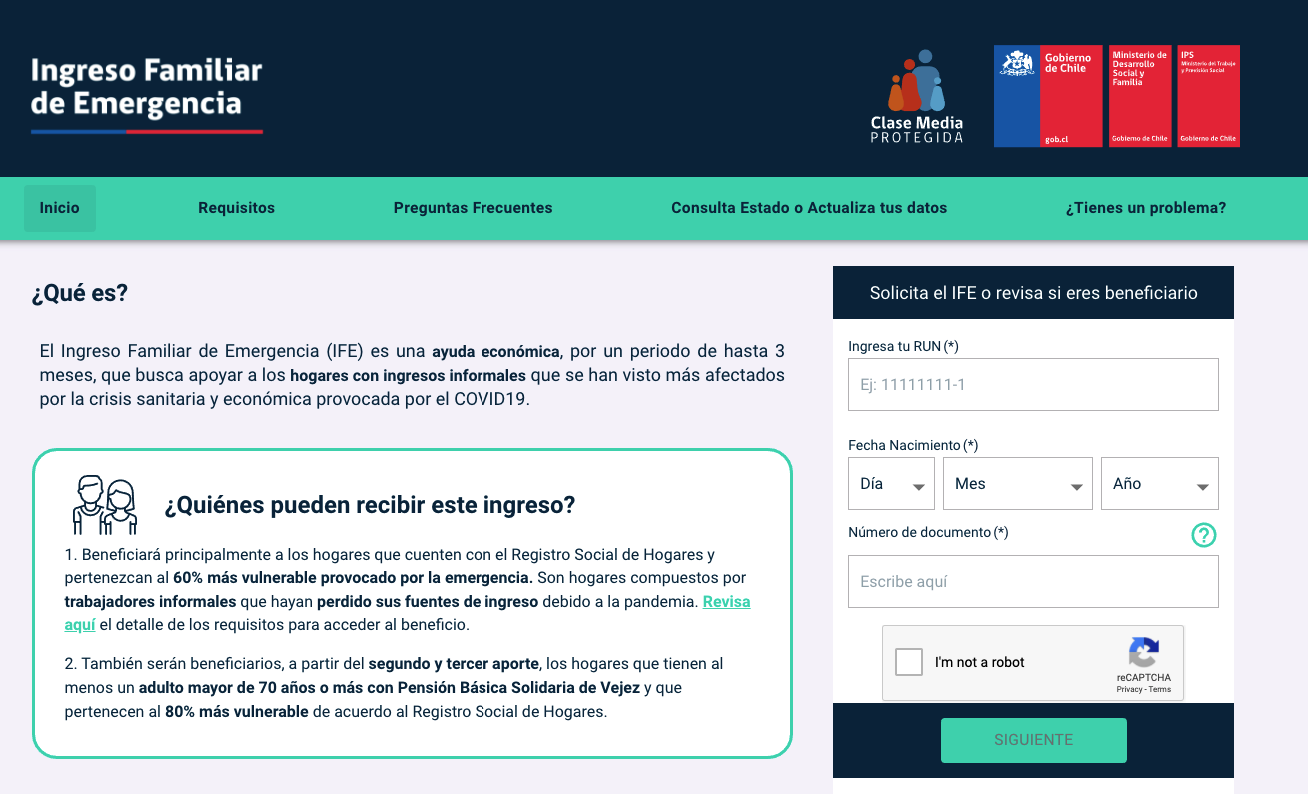 Ingreso Familiar
de Emergencia
Clase Media
PROTEGIDA
Gobierno
de Chile
gob.cl
Ministerio de
Desarrollo
Social y
Familia
Gobierno de Chile
IPS
Ministerio del Trabajo
y Previsión Social
Gobierno de Chile
Inicio
Requisitos
Preguntas Frecuentes
Consulta Estado o Actualiza tus datos
¿Tienes un problema?
¿Qué es?
El Ingreso Familiar de Emergencia (IFE) es una ayuda económica, por un periodo de hasta 3
meses, que busca apoyar a los hogares con ingresos informales que se han visto más afectados
por la crisis sanitaria y económica provocada por el COVID19.
¿Quiénes pueden recibir este ingreso?
1. Beneficiará principalmente a los hogares que cuenten con el Registro Social de Hogares y
pertenezcan al 60% más vulnerable provocado por la emergencia. Son hogares compuestos por
trabajadores informales que hayan perdido sus fuentes de ingreso debido a la pandemia. Revisa
aquí el detalle de los requisitos para acceder al beneficio.
2. También serán beneficiarios, a partir del segundo y tercer aporte, los hogares que tienen al
menos un adulto mayor de 70 años o más con Pensión Básica Solidaria de Vejez y que
pertenecen al 80% más vulnerable de acuerdo al Registro Social de Hogares.
Solicita el IFE o revisa si eres beneficiario
Ingresa tu RUN (*)
Ej: 11111111-1
Fecha Nacimiento (*)
Día
Mes
Año
Número de documento (*)
?
Escribe aquí
I'm not a robot
reCAPTCHA
Privacy - Terms
SIGUIENTE